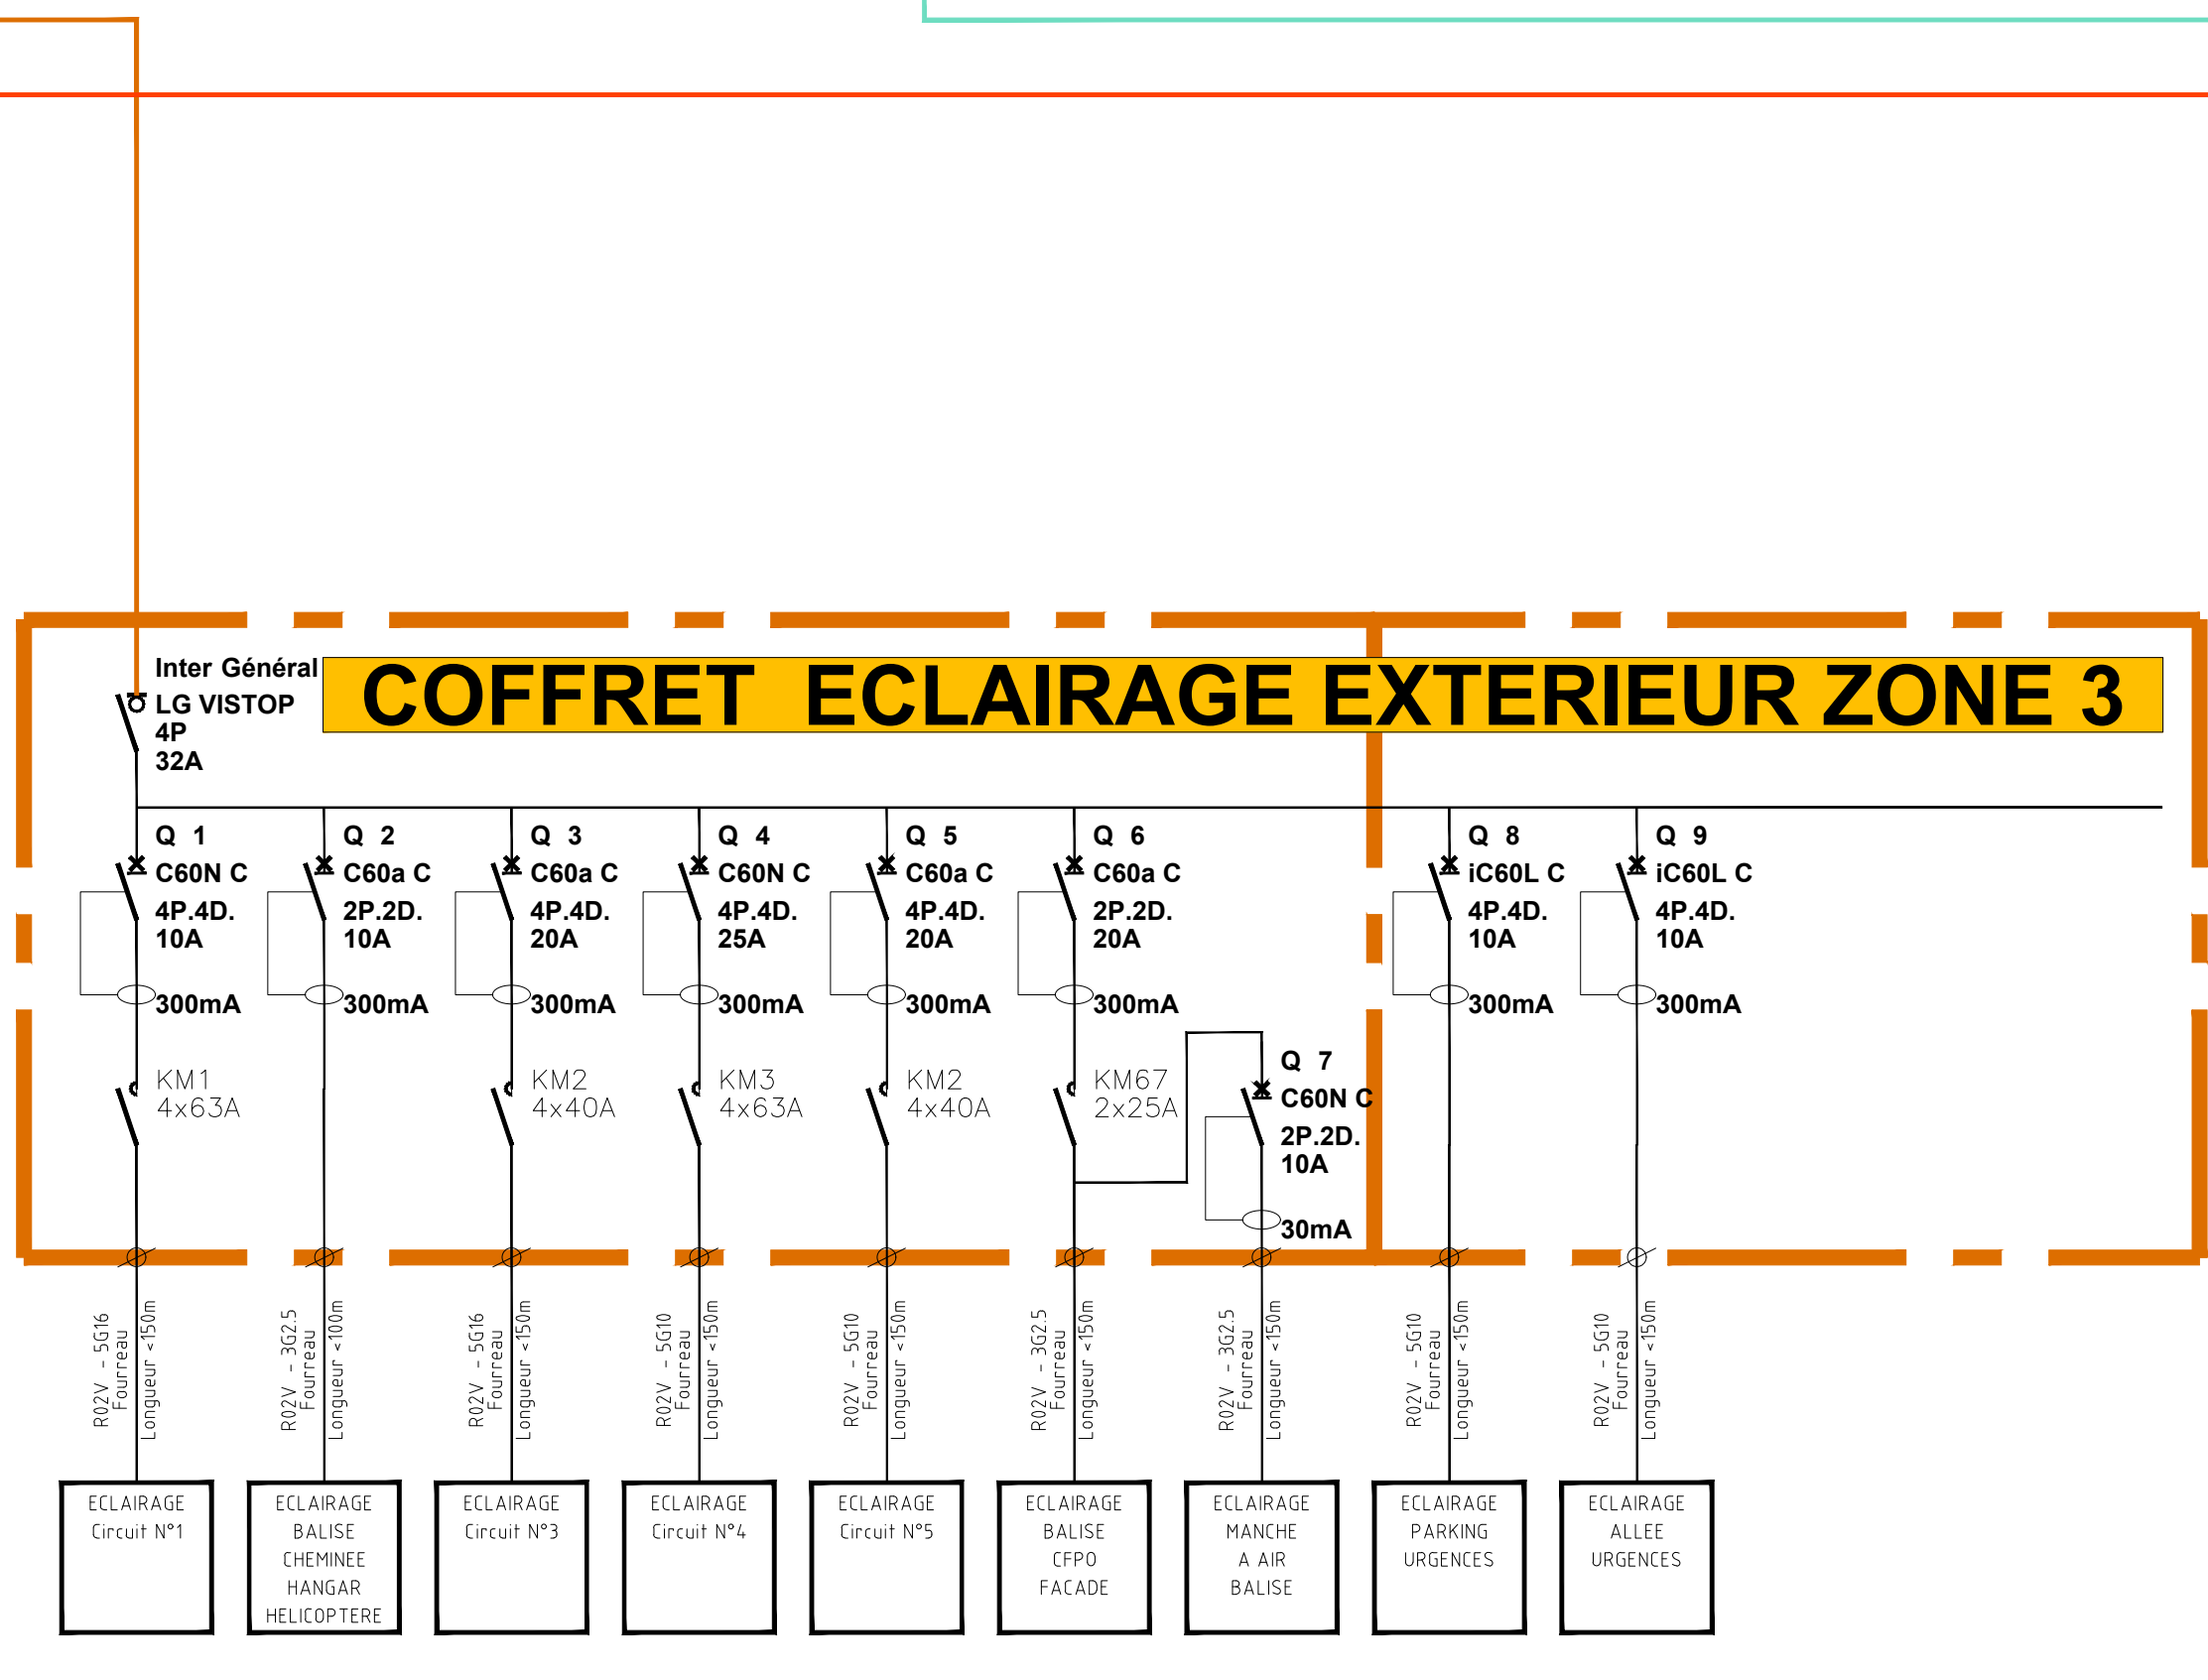 Inter Général
LG VISTOP
4P
32A
COFFRET ECLAIRAGE EXTERIEUR ZONE 3
Q 1
C60N C
4P.4D.
10A
300mA
KM1
4x63A
Q 2
C60a C
2P.2D.
10A
300mA
Q 3
C60a C
4P.4D.
20A
300mA
KM2
4x40A
Q 4
C60N C
4P.4D.
25A
300mA
KM3
4x63A
Q 5
C60a C
4P.4D.
20A
300mA
KM2
4x40A
Q 6
C60a C
2P.2D.
20A
300mA
KM67
2x25A
Q 7
C60N C
2P.2D.
10A
30mA
Q 8
iC60L C
4P.4D.
10A
300mA
Q 9
iC60L C
4P.4D.
10A
300mA
R02V - 5G16
Fourreau
Longueur <150m
R02V - 3G2.5
Fourreau
Longueur <100m
R02V - 5G16
Fourreau
Longueur <150m
R02V - 5G10
Fourreau
Longueur <150m
R02V - 5G10
Fourreau
Longueur <150m
R02V - 3G2.5
Fourreau
Longueur <150m
R02V - 3G2.5
Fourreau
Longueur <150m
R02V - 5G10
Fourreau
Longueur <150m
R02V - 5G10
Fourreau
Longueur <150m
ECLAIRAGE
Circuit N°1
ECLAIRAGE
BALISE
CHEMINEE
HANGAR
HELICOPTERE
ECLAIRAGE
Circuit N°3
ECLAIRAGE
Circuit N°4
ECLAIRAGE
Circuit N°5
ECLAIRAGE
BALISE
CFPO
FACADE
ECLAIRAGE
MANCHE
A AIR
BALISE
ECLAIRAGE
PARKING
URGENCES
ECLAIRAGE
ALLEE
URGENCES